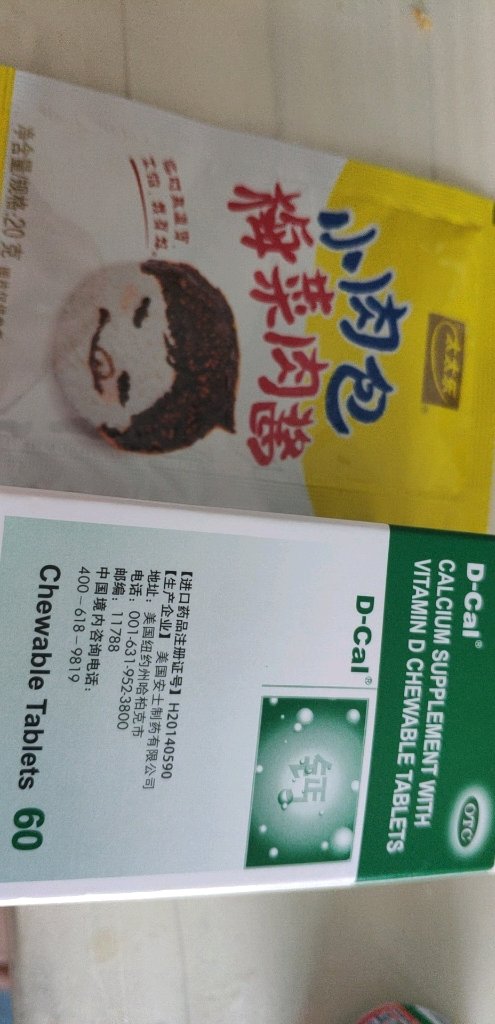 小肉包
梅菜肉酱
净含量/规格:20克
D-Cal®
CALCIUM SUPPLEMENT WITH
VITAMIN D CHEWABLE TABLETS
OTC
D-Cal®
钙
【进口药品注册证号】H20140590
【生产企业】美国安士制药有限公司
地址：美国纽约州哈柏克市
电话：001-631-952-3800
邮编：11788
中国境内咨询电话：
400-618-9819
Chewable Tablets 60